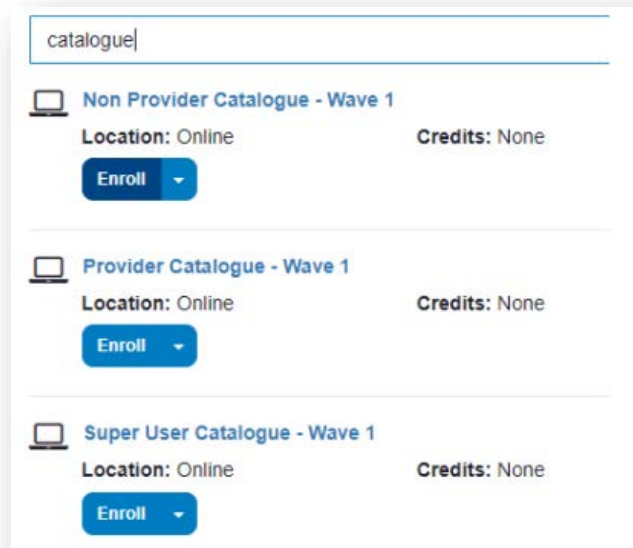 catalogue
Non Provider Catalogue - Wave 1
Location: Online Credits: None
Enroll
Provider Catalogue - Wave 1
Location: Online Credits: None
Enroll
Super User Catalogue - Wave 1
Location: Online Credits: None
Enroll